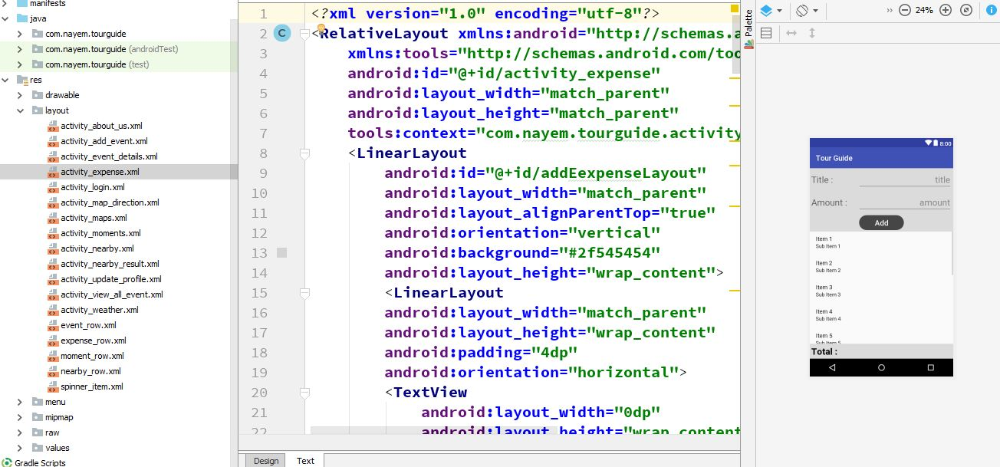 manifests
java
com.nayem.tourguide
com.nayem.tourguide (androidTest)
com.nayem.tourguide (test)
res
drawable
layout
activity_about_us.xml
activity_add_event.xml
activity_event_details.xml
activity_expense.xml
activity_login.xml
activity_map_direction.xml
activity_maps.xml
activity_moments.xml
activity_nearby.xml
activity_nearby_result.xml
activity_update_profile.xml
activity_view_all_event.xml
activity_weather.xml
event_row.xml
expense_row.xml
moment_row.xml
nearby_row.xml
spinner_item.xml
menu
mipmap
raw
values
Gradle Scripts
1 <?xml version="1.0" encoding="utf-8"?>
2 C <RelativeLayout xmlns:android="http://schemas.a
3 xmlns:tools="http://schemas.android.com/too
4 android:id="@+id/activity_expense"
5 android:layout_width="match_parent"
6 android:layout_height="match_parent"
7 tools:context="com.nayem.tourguide.activity
8 <LinearLayout
9 android:id="@+id/addEexpenseLayout"
10 android:layout_width="match_parent"
11 android:layout_alignParentTop="true"
12 android:orientation="vertical"
13 android:background="#2f545454"
14 android:layout_height="wrap_content">
15 <LinearLayout
16 android:layout_width="match_parent"
17 android:layout_height="wrap_content"
18 android:padding="4dp"
19 android:orientation="horizontal">
20 <TextView
21 android:layout_width="0dp"
22 android:layout_height="wrap_content
Design Text
Palette
24%
8:00
Tour Guide
Title : title
Amount : amount
Add
Item 1
Sub Item 1
Item 2
Sub Item 2
Item 3
Sub Item 3
Item 4
Sub Item 4
Item 5
Sub Item 5
Total :